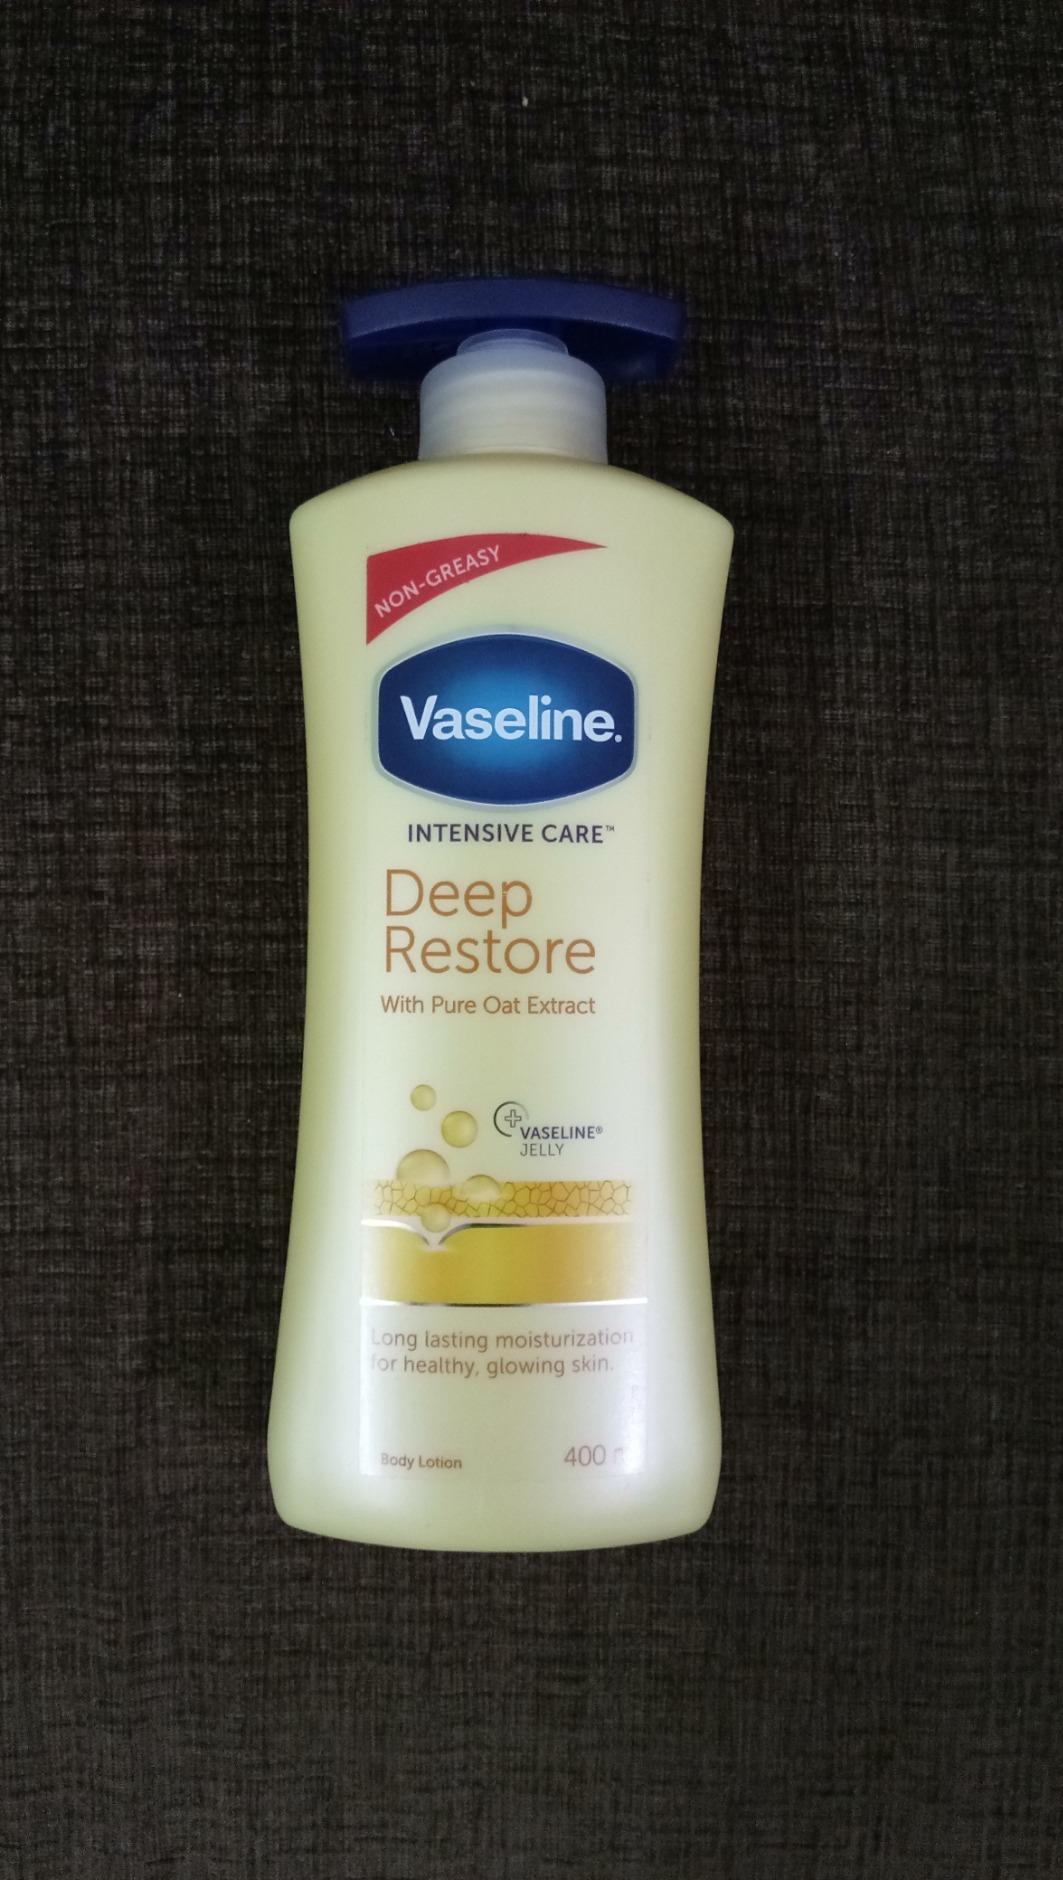 NON-GREASY
Vaseline.
INTENSIVE CARE™
Deep
Restore
With Pure Oat Extract
VASELINE®
JELLY
Long lasting moisturization
for healthy, glowing skin.
Body Lotion 400